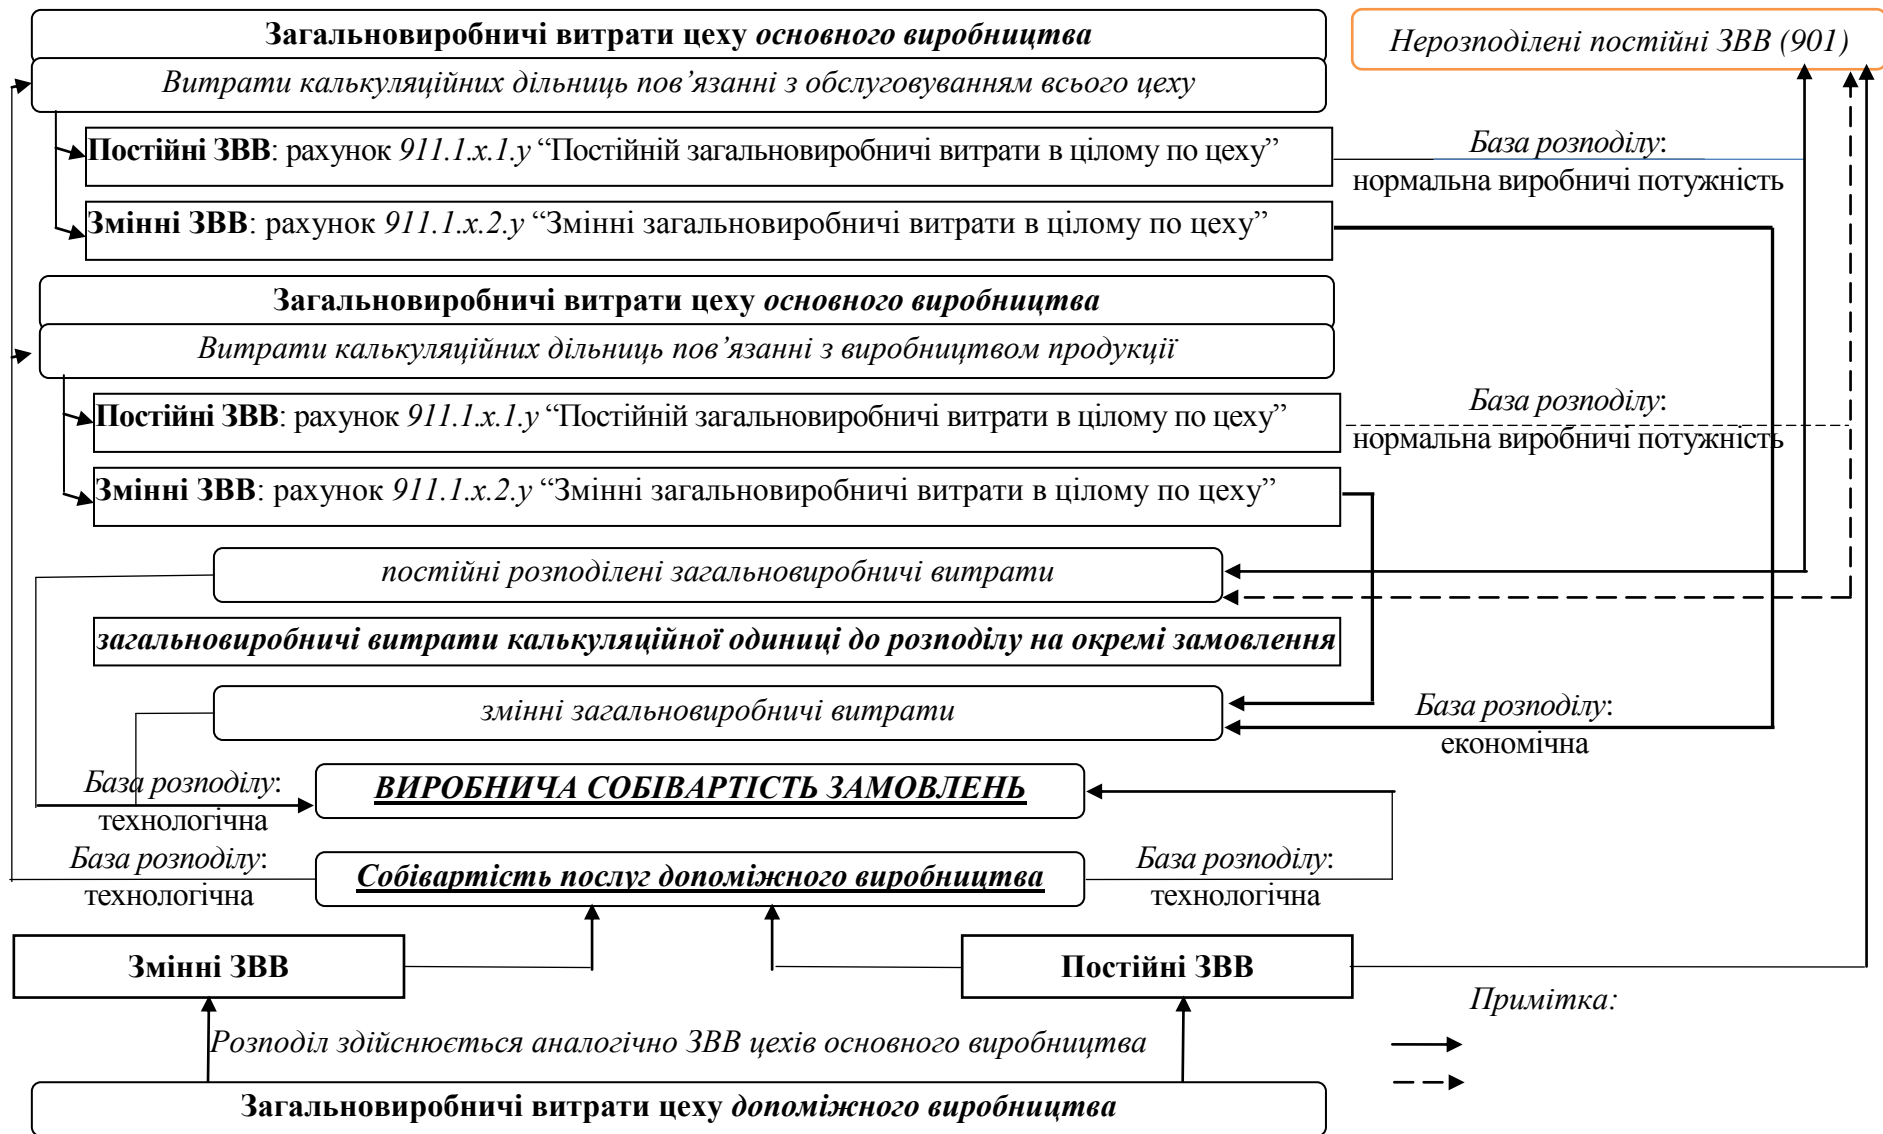 Загальновиробничі витрати цеху основного виробництва
Нерозподілені постійні ЗВВ (901)
Витрати калькуляційних дільниць пов’язанні з обслуговуванням всього цеху
Постійні ЗВВ: рахунок 911.1.х.1.у “Постійній загальновиробничі витрати в цілому по цеху”
База розподілу:
нормальна виробничі потужність
Змінні ЗВВ: рахунок 911.1.х.2.у “Змінні загальновиробничі витрати в цілому по цеху”
Загальновиробничі витрати цеху основного виробництва
Витрати калькуляційних дільниць пов’язанні з виробництвом продукції
Постійні ЗВВ: рахунок 911.1.х.1.у “Постійній загальновиробничі витрати в цілому по цеху”
База розподілу:
нормальна виробничі потужність
Змінні ЗВВ: рахунок 911.1.х.2.у “Змінні загальновиробничі витрати в цілому по цеху”
постійні розподілені загальновиробничі витрати
загальновиробничі витрати калькуляційної одиниці до розподілу на окремі замовлення
змінні загальновиробничі витрати
База розподілу:
економічна
База розподілу:
технологічна
ВИРОБНИЧА СОБІВАРТІСТЬ ЗАМОВЛЕНЬ
База розподілу:
технологічна
Собівартість послуг допоміжного виробництва
База розподілу:
технологічна
Змінні ЗВВ
Постійні ЗВВ
Примітка:
Розподіл здійснюється аналогічно ЗВВ цехів основного виробництва
Загальновиробничі витрати цеху допоміжного виробництва